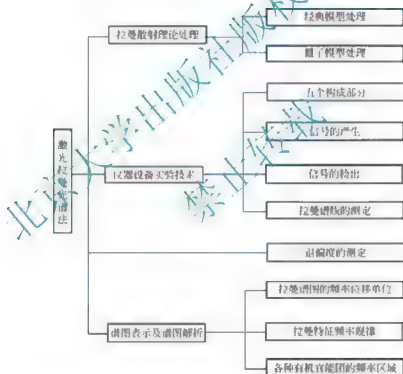 激光拉曼光谱法
拉曼散射理论处理
经典模型处理
量子模型处理
仪器设备实验技术
五个构成部分
信号的产生
信号的检出
拉曼谱线的测定
退偏度的测定
谱图表示及谱图解析
拉曼谱图的频率位移单位
拉曼特征频率规律
各种有机官能团的频率区域
北京大学出版社版权
禁止转载